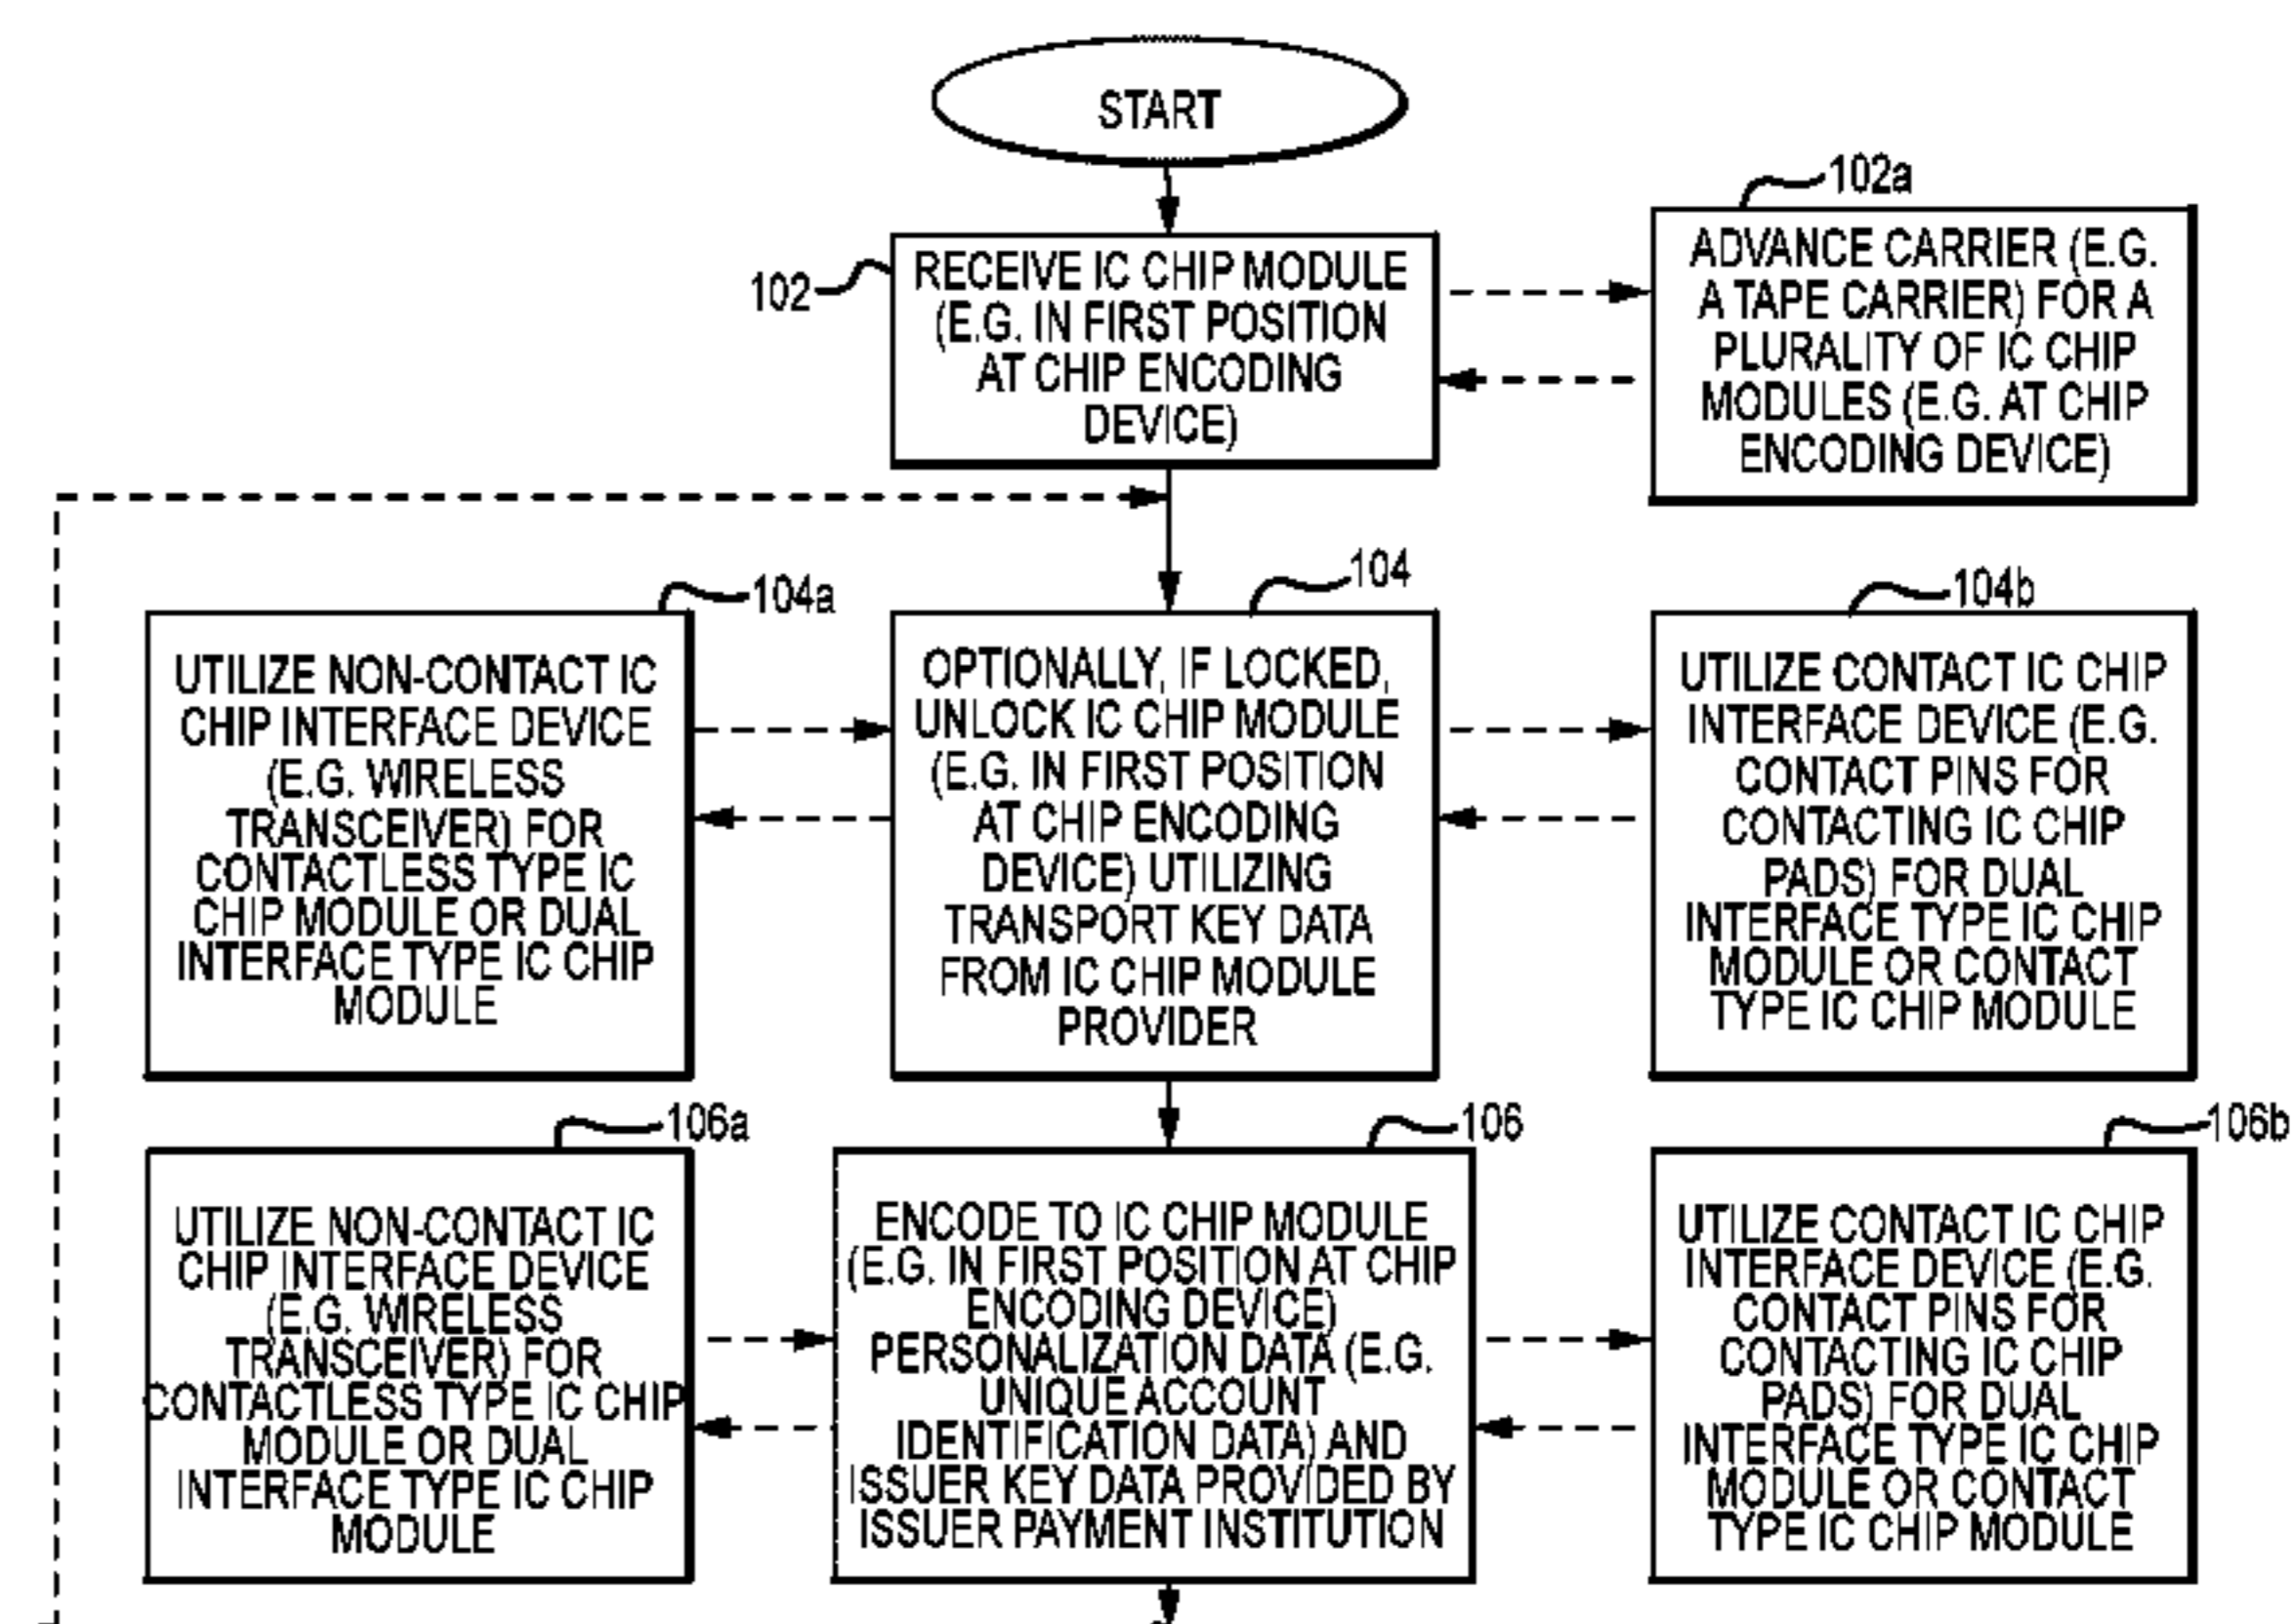 START
102a
102
RECEIVE IC CHIP MODULE
(E.G. IN FIRST POSITION
AT CHIP ENCODING
DEVICE)
ADVANCE CARRIER (E.G.
A TAPE CARRIER) FOR A
PLURALITY OF IC CHIP
MODULES (E.G. AT CHIP
ENCODING DEVICE)
104a
UTILIZE NON-CONTACT IC
CHIP INTERFACE DEVICE
(E.G. WIRELESS
TRANSCEIVER) FOR
CONTACTLESS TYPE IC
CHIP MODULE OR DUAL
INTERFACE TYPE IC CHIP
MODULE
104
OPTIONALLY, IF LOCKED,
UNLOCK IC CHIP MODULE
(E.G. IN FIRST POSITION
AT CHIP ENCODING
DEVICE) UTILIZING
TRANSPORT KEY DATA
FROM IC CHIP MODULE
PROVIDER
104b
UTILIZE CONTACT IC CHIP
INTERFACE DEVICE (E.G.
CONTACT PINS FOR
CONTACTING IC CHIP
PADS) FOR DUAL
INTERFACE TYPE IC CHIP
MODULE OR CONTACT
TYPE IC CHIP MODULE
106a
UTILIZE NON-CONTACT IC
CHIP INTERFACE DEVICE
(E.G. WIRELESS
TRANSCEIVER) FOR
CONTACTLESS TYPE IC CHIP
MODULE OR DUAL
INTERFACE TYPE IC CHIP
MODULE
106
ENCODE TO IC CHIP MODULE
(E.G. IN FIRST POSITION AT CHIP
ENCODING DEVICE)
PERSONALIZATION DATA (E.G.
UNIQUE ACCOUNT
IDENTIFICATION DATA) AND
ISSUER KEY DATA PROVIDED BY
ISSUER PAYMENT INSTITUTION
106b
UTILIZE CONTACT IC CHIP
INTERFACE DEVICE (E.G.
CONTACT PINS FOR
CONTACTING IC CHIP
PADS) FOR DUAL
INTERFACE TYPE IC CHIP
MODULE OR CONTACT
TYPE IC CHIP MODULE